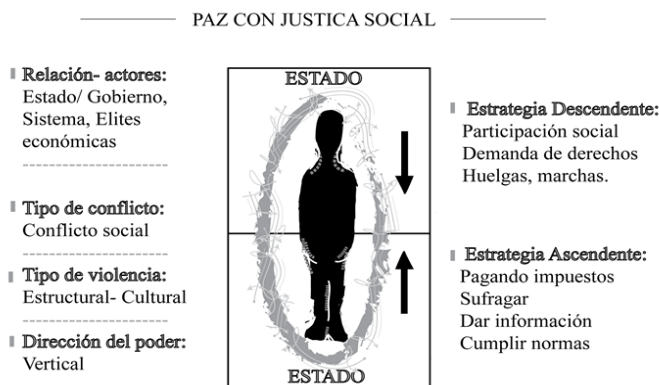 PAZ CON JUSTICA SOCIAL
Relación- actores:
Estado/ Gobierno,
Sistema, Elites
económicas
Tipo de conflicto:
Conflicto social
Tipo de violencia:
Estructural- Cultural
Dirección del poder:
Vertical
ESTADO
ESTADO
Estrategia Descendente:
Participación social
Demanda de derechos
Huelgas, marchas.
Estrategia Ascendente:
Pagando impuestos
Sufragar
Dar información
Cumplir normas